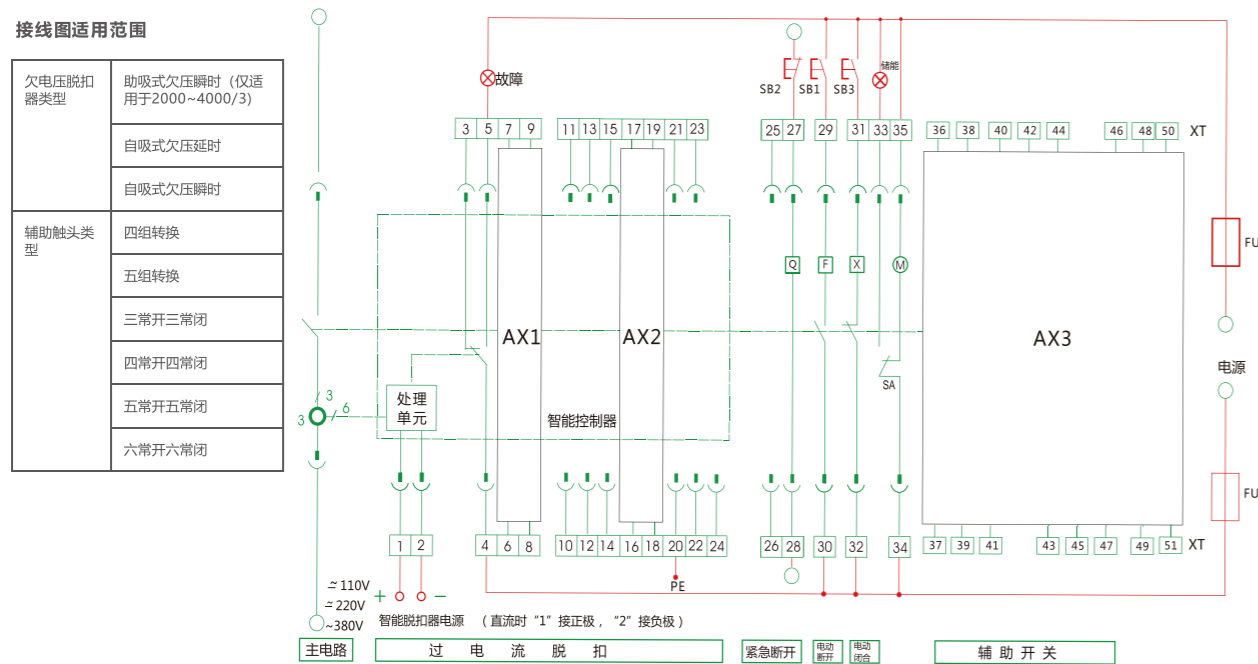 接线图适用范围
欠电压脱扣
器类型
助吸式欠压瞬时（仅适
用于2000~4000/3）
自吸式欠压延时
自吸式欠压瞬时
辅助触头类
型
四组转换
五组转换
三常开三常闭
四常开四常闭
五常开五常闭
六常开六常闭
故障
储能
SB2 SB1 SB3
3 5 7 9 11 13 15 17 19 21 23 25 27 29 31 33 35 36 38 40 42 44 46 48 50 XT
FU
Q F X M
AX1 AX2 AX3
电源
SA
处理
单元
智能控制器
3
6
3
FU
1 2 4 6 8 10 12 14 16 18 20 22 24 26 28 30 32 34 37 39 41 43 45 47 49 51 XT
PE
≃110V
≃220V
~380V
+ −
智能脱扣器电源 （直流时“1”接正极，“2”接负极）
主电路 过电流脱扣 紧急断开 电动
断开 电动
闭合 辅助开关